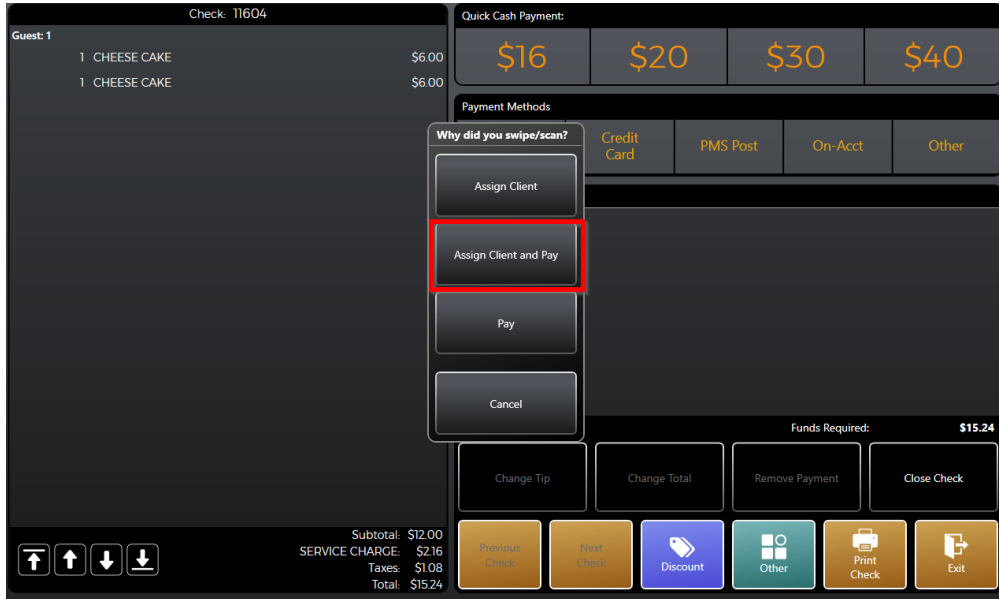 Check: 11604
Guest: 1
1 CHEESE CAKE $6.00
1 CHEESE CAKE $6.00
Subtotal: $12.00
SERVICE CHARGE: $2.16
Taxes: $1.08
Total: $15.24
Quick Cash Payment:
$16 $20 $30 $40
Payment Methods
Credit
Card
PMS Post
On-Acct
Other
Why did you swipe/scan?
Assign Client
Assign Client and Pay
Pay
Cancel
Funds Required: $15.24
Change Tip
Change Total
Remove Payment
Close Check
Previous
Check
Next
Check
Discount
Other
Print
Check
Exit